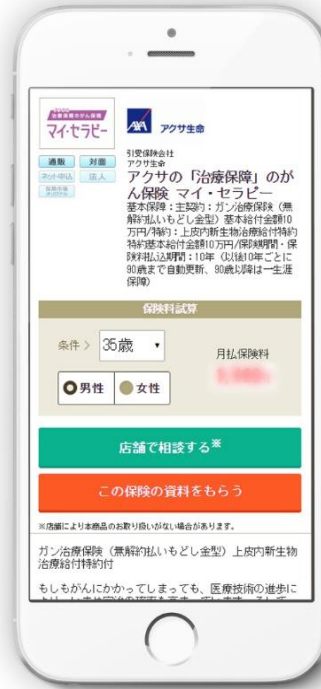 治療保障のがん保険
マイ・セラピー
AXA アクサ生命
通販 対面
ネット申込 法人
引受保険会社
アクサ生命
アクサの「治療保障」のが
ん保険 マイ・セラピー
基本保障：主契約：ガン治療保険（無
解約払いもどし金型）基本給付金額10
万円/特約：上皮内新生物治療給付特約
特約基本給付金額10万円/保険期間・保
険料払込期間：10年（以後10年ごとに
90歳まで自動更新、90歳以降は一生涯
保障）
保険料試算
条件 > 35歳
月払保険料
男性 女性
店舗で相談する※
この保険の資料をもらう
※店舗により本商品のお取り扱いがない場合があります。
ガン治療保険（無解約払いもどし金型）上皮内新生物
治療給付特約付
もしもがんにかかってしまっても、医療技術の進歩に